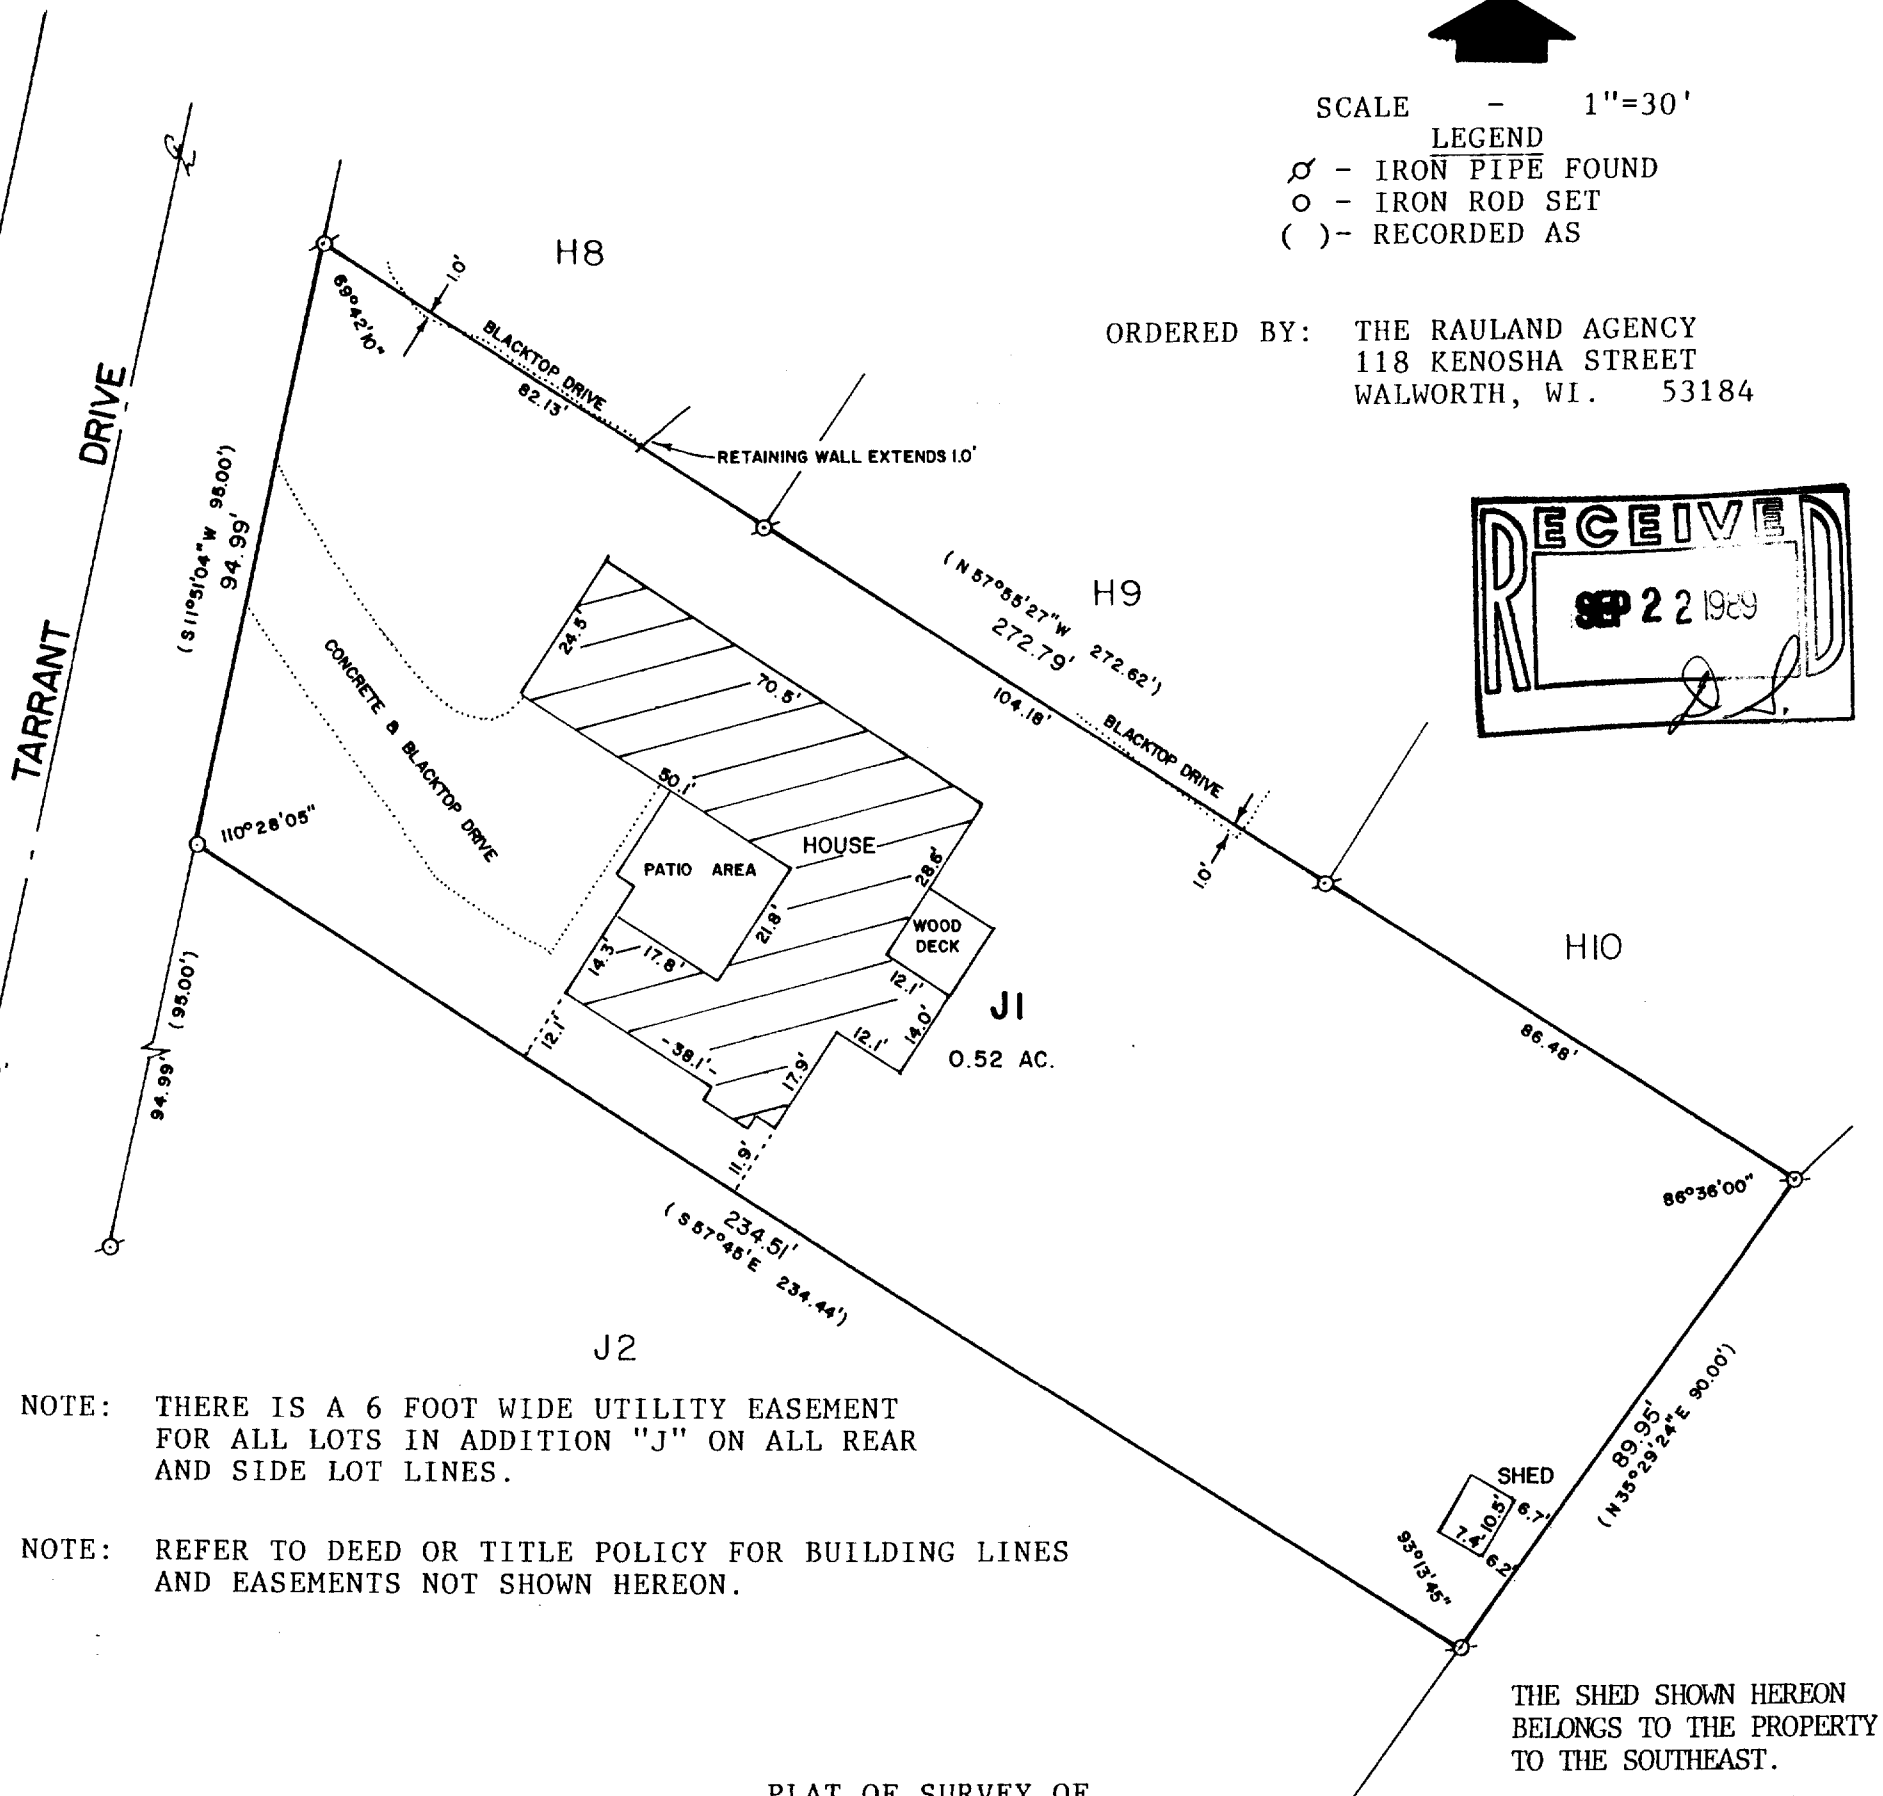 SCALE - 1"=30'
LEGEND
- IRON PIPE FOUND
- IRON ROD SET
( )- RECORDED AS
ORDERED BY: THE RAULAND AGENCY
118 KENOSHA STREET
WALWORTH, WI. 53184
RECEIVED
SEP 22 1989
TARRANT DRIVE
H8
69°42'10"
1.0'
BLACKTOP DRIVE
82.13'
RETAINING WALL EXTENDS 1.0'
(S 11°51'04" W 95.00')
94.99'
H9
(N 57°55'27" W 272.62')
272.79'
104.18'
BLACKTOP DRIVE
1.0'
CONCRETE & BLACKTOP DRIVE
24.5'
70.5'
50.1'
HOUSE
PATIO AREA
28.6'
21.8'
WOOD
DECK
14.3'
17.8'
12.1'
12.1'
14.0'
12.1'
-38.1'-
17.9'
11.9'
J1
0.52 AC.
110°28'05"
(95.00')
94.99'
H10
86.48'
86°36'00"
234.51'
(S 57°45' E 234.44')
J2
89.95'
(N 35°29'24" E 90.00')
SHED
10.5'
6.7'
7.4'
6.2'
93°13'45"
NOTE: THERE IS A 6 FOOT WIDE UTILITY EASEMENT
FOR ALL LOTS IN ADDITION "J" ON ALL REAR
AND SIDE LOT LINES.
NOTE: REFER TO DEED OR TITLE POLICY FOR BUILDING LINES
AND EASEMENTS NOT SHOWN HEREON.
THE SHED SHOWN HEREON
BELONGS TO THE PROPERTY
TO THE SOUTHEAST.
PLAT OF SURVEY OF